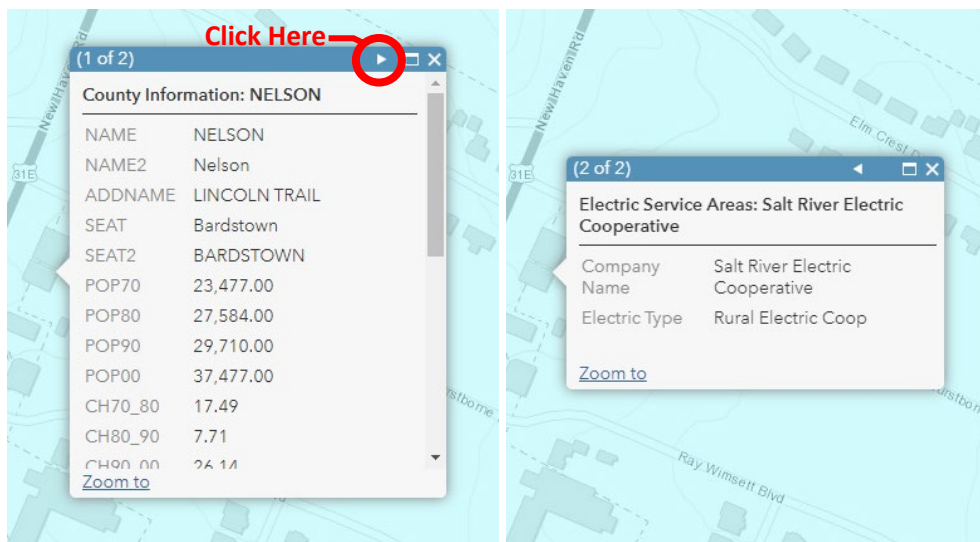 Click Here
(1 of 2)
County Information: NELSON
NAME NELSON
NAME2 Nelson
ADDNAME LINCOLN TRAIL
SEAT Bardstown
SEAT2 BARDSTOWN
POP70 23,477.00
POP80 27,584.00
POP90 29,710.00
POP00 37,477.00
CH70_80 17.49
CH80_90 7.71
CH90_00 26.14
Zoom to
31E
New Haven Rd
(2 of 2)
Electric Service Areas: Salt River Electric
Cooperative
Company Name Salt River Electric Cooperative
Electric Type Rural Electric Coop
Zoom to
New Haven Rd
31E
Elm Crest
Ray Wimsett Blvd